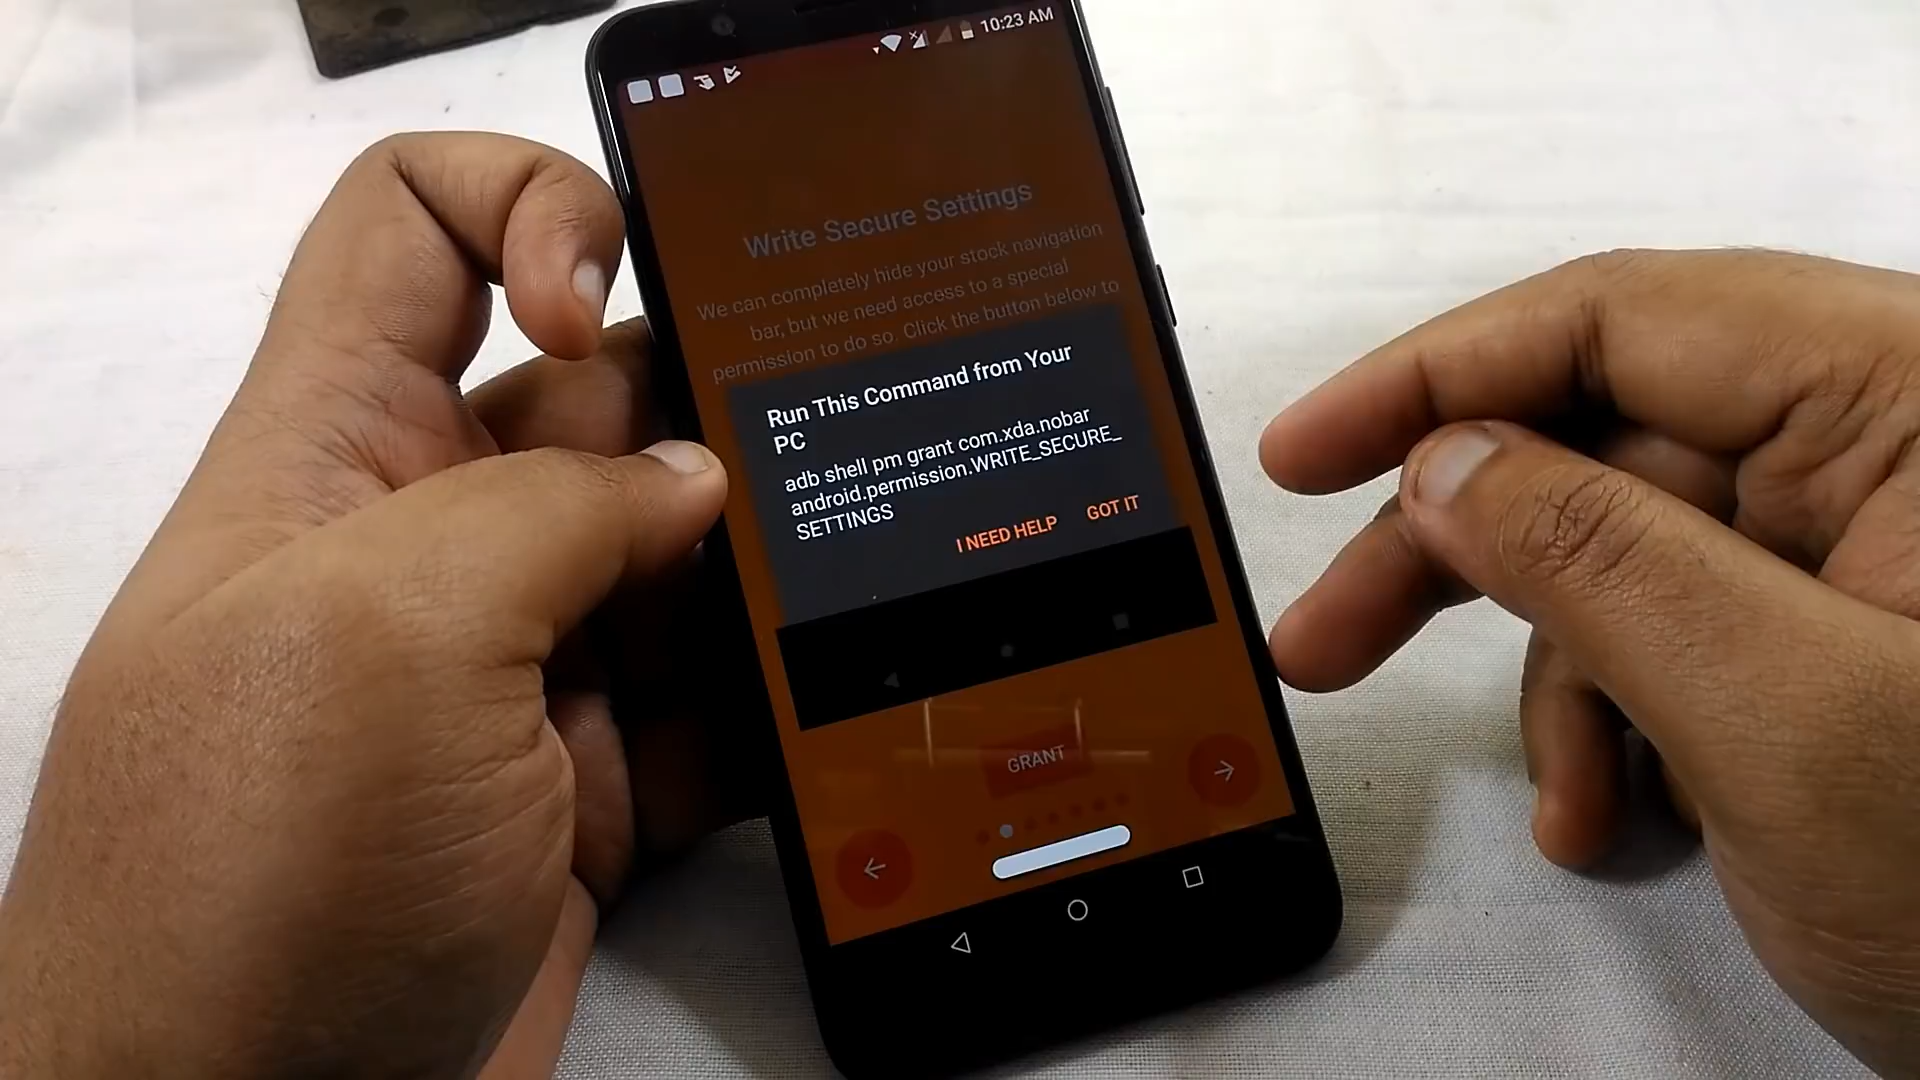 10:23 AM
Write Secure Settings
We can completely hide your stock navigation
bar, but we need access to a special
permission to do so. Click the button below to
Run This Command from Your
PC
adb shell pm grant com.xda.nobar
android.permission.WRITE_SECURE_
SETTINGS
I NEED HELP
GOT IT
GRANT